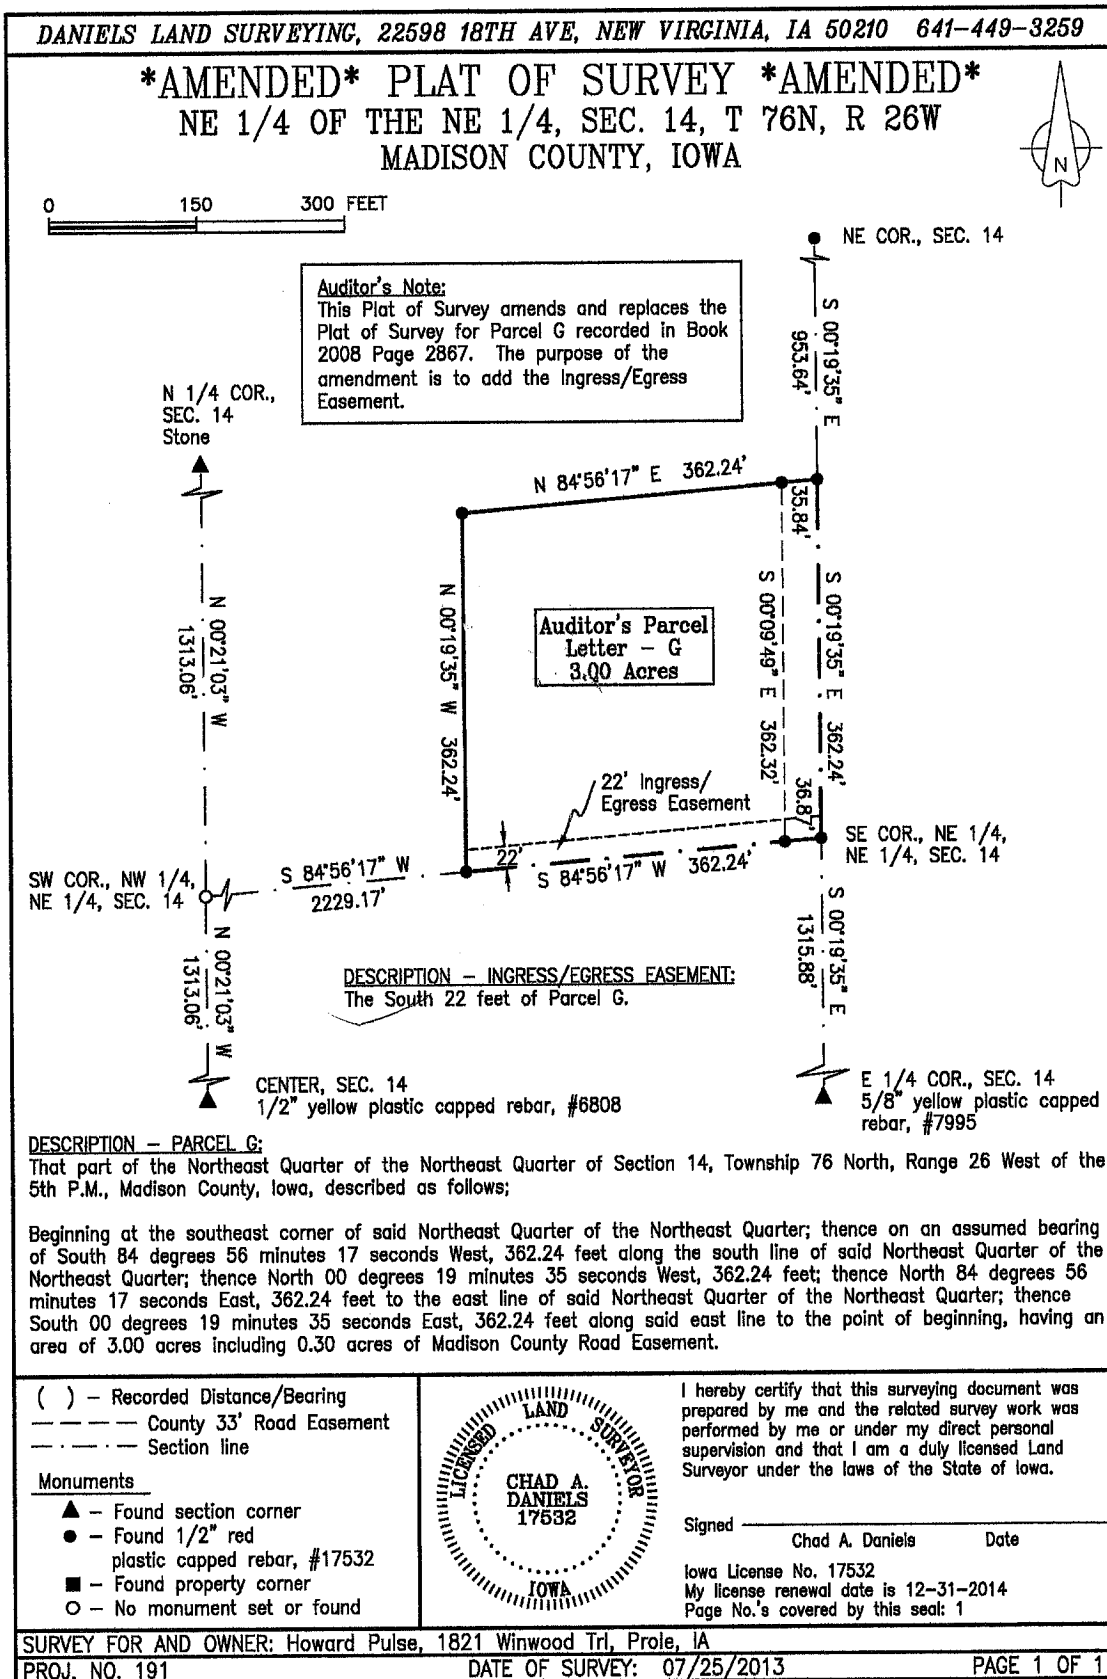 DANIELS LAND SURVEYING, 22598 18TH AVE, NEW VIRGINIA, IA 50210 641-449-3259
*AMENDED* PLAT OF SURVEY *AMENDED*
NE 1/4 OF THE NE 1/4, SEC. 14, T 76N, R 26W
MADISON COUNTY, IOWA
N
0 150 300 FEET
NE COR., SEC. 14
Auditor's Note:
This Plat of Survey amends and replaces the
Plat of Survey for Parcel G recorded in Book
2008 Page 2867. The purpose of the
amendment is to add the Ingress/Egress
Easement.
S 00°19'35" E
953.64'
N 1/4 COR.,
SEC. 14
Stone
N 84°56'17" E 362.24'
35.84'
N 00°21'03" W
1313.06'
N 00°19'35" W 362.24'
Auditor's Parcel
Letter - G
3.00 Acres
S 00°09'49" E 362.32'
S 00°19'35" E 362.24'
22' Ingress/
Egress Easement
36.87'
22'
SE COR., NE 1/4,
NE 1/4, SEC. 14
S 84°56'17" W 362.24'
S 84°56'17" W
2229.17'
SW COR., NW 1/4,
NE 1/4, SEC. 14
N 00°21'03" W
1313.06'
S 00°19'35" E
1315.88'
DESCRIPTION - INGRESS/EGRESS EASEMENT:
The South 22 feet of Parcel G.
CENTER, SEC. 14
1/2" yellow plastic capped rebar, #6808
E 1/4 COR., SEC. 14
5/8" yellow plastic capped
rebar, #7995
DESCRIPTION - PARCEL G:
That part of the Northeast Quarter of the Northeast Quarter of Section 14, Township 76 North, Range 26 West of the
5th P.M., Madison County, Iowa, described as follows;
Beginning at the southeast corner of said Northeast Quarter of the Northeast Quarter; thence on an assumed bearing
of South 84 degrees 56 minutes 17 seconds West, 362.24 feet along the south line of said Northeast Quarter of the
Northeast Quarter; thence North 00 degrees 19 minutes 35 seconds West, 362.24 feet; thence North 84 degrees 56
minutes 17 seconds East, 362.24 feet to the east line of said Northeast Quarter of the Northeast Quarter; thence
South 00 degrees 19 minutes 35 seconds East, 362.24 feet along said east line to the point of beginning, having an
area of 3.00 acres including 0.30 acres of Madison County Road Easement.
( ) - Recorded Distance/Bearing
County 33' Road Easement
Section line
Monuments
▲ - Found section corner
● - Found 1/2" red
plastic capped rebar, #17532
■ - Found property corner
O - No monument set or found
LICENSED LAND SURVEYOR
CHAD A.
DANIELS
17532
IOWA
I hereby certify that this surveying document was
prepared by me and the related survey work was
performed by me or under my direct personal
supervision and that I am a duly licensed Land
Surveyor under the laws of the State of Iowa.
Signed
Chad A. Daniels Date
Iowa License No. 17532
My license renewal date is 12-31-2014
Page No.'s covered by this seal: 1
SURVEY FOR AND OWNER: Howard Pulse, 1821 Winwood Trl, Prole, IA
PROJ. NO. 191 DATE OF SURVEY: 07/25/2013 PAGE 1 OF 1